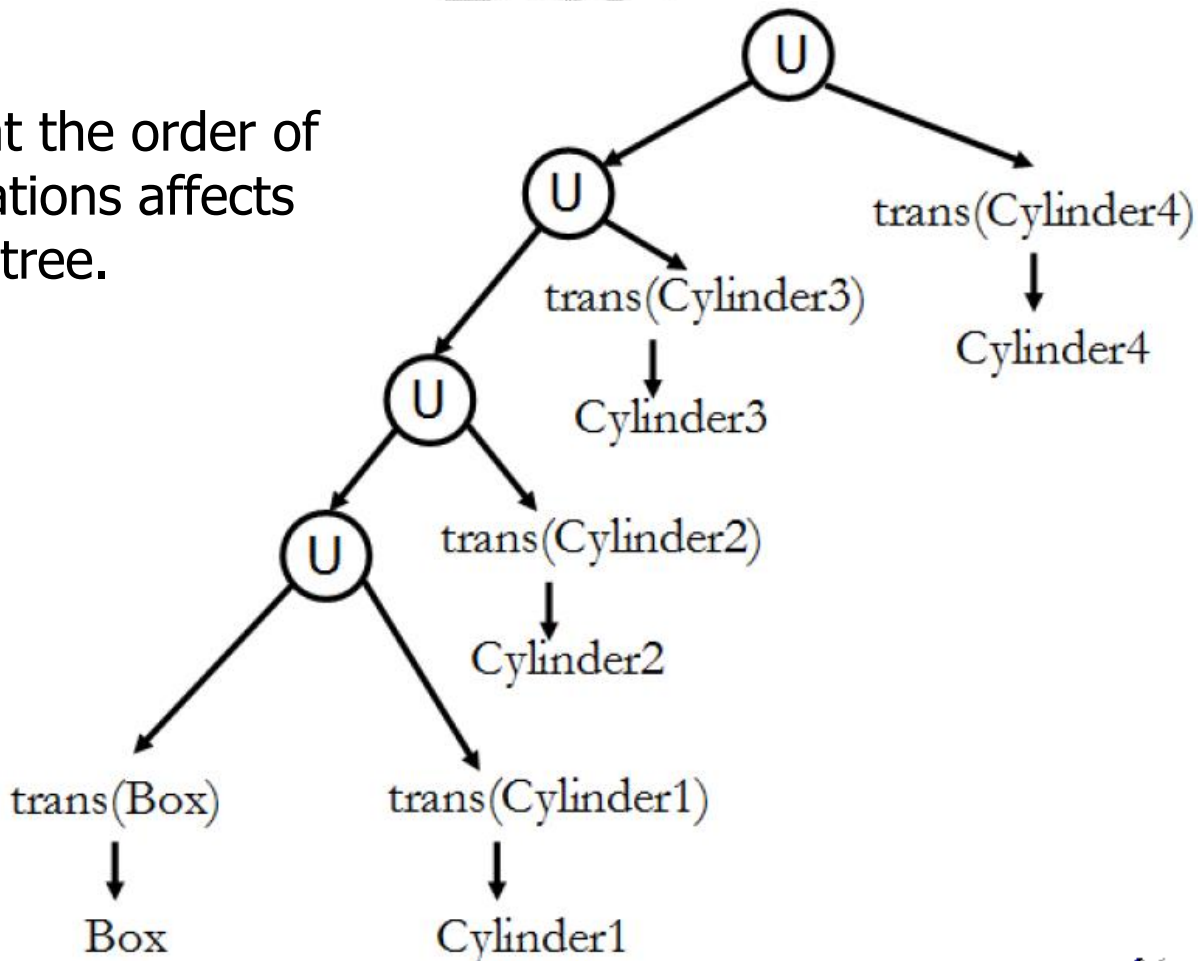 U
at the order of
U
ations affects
trans(Cylinder4)
tree.
trans(Cylinder3)
Cylinder4
U
Cylinder3
trans(Cylinder2)
U
Cylinder2
trans(Box)
trans(Cylinder1)
Box
Cylinder1